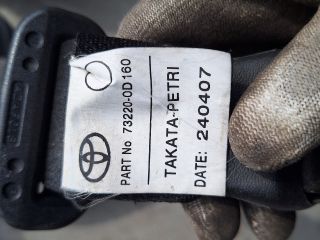 PART No 73220-0D160
TAKATA-PETRI
DATE: 240407